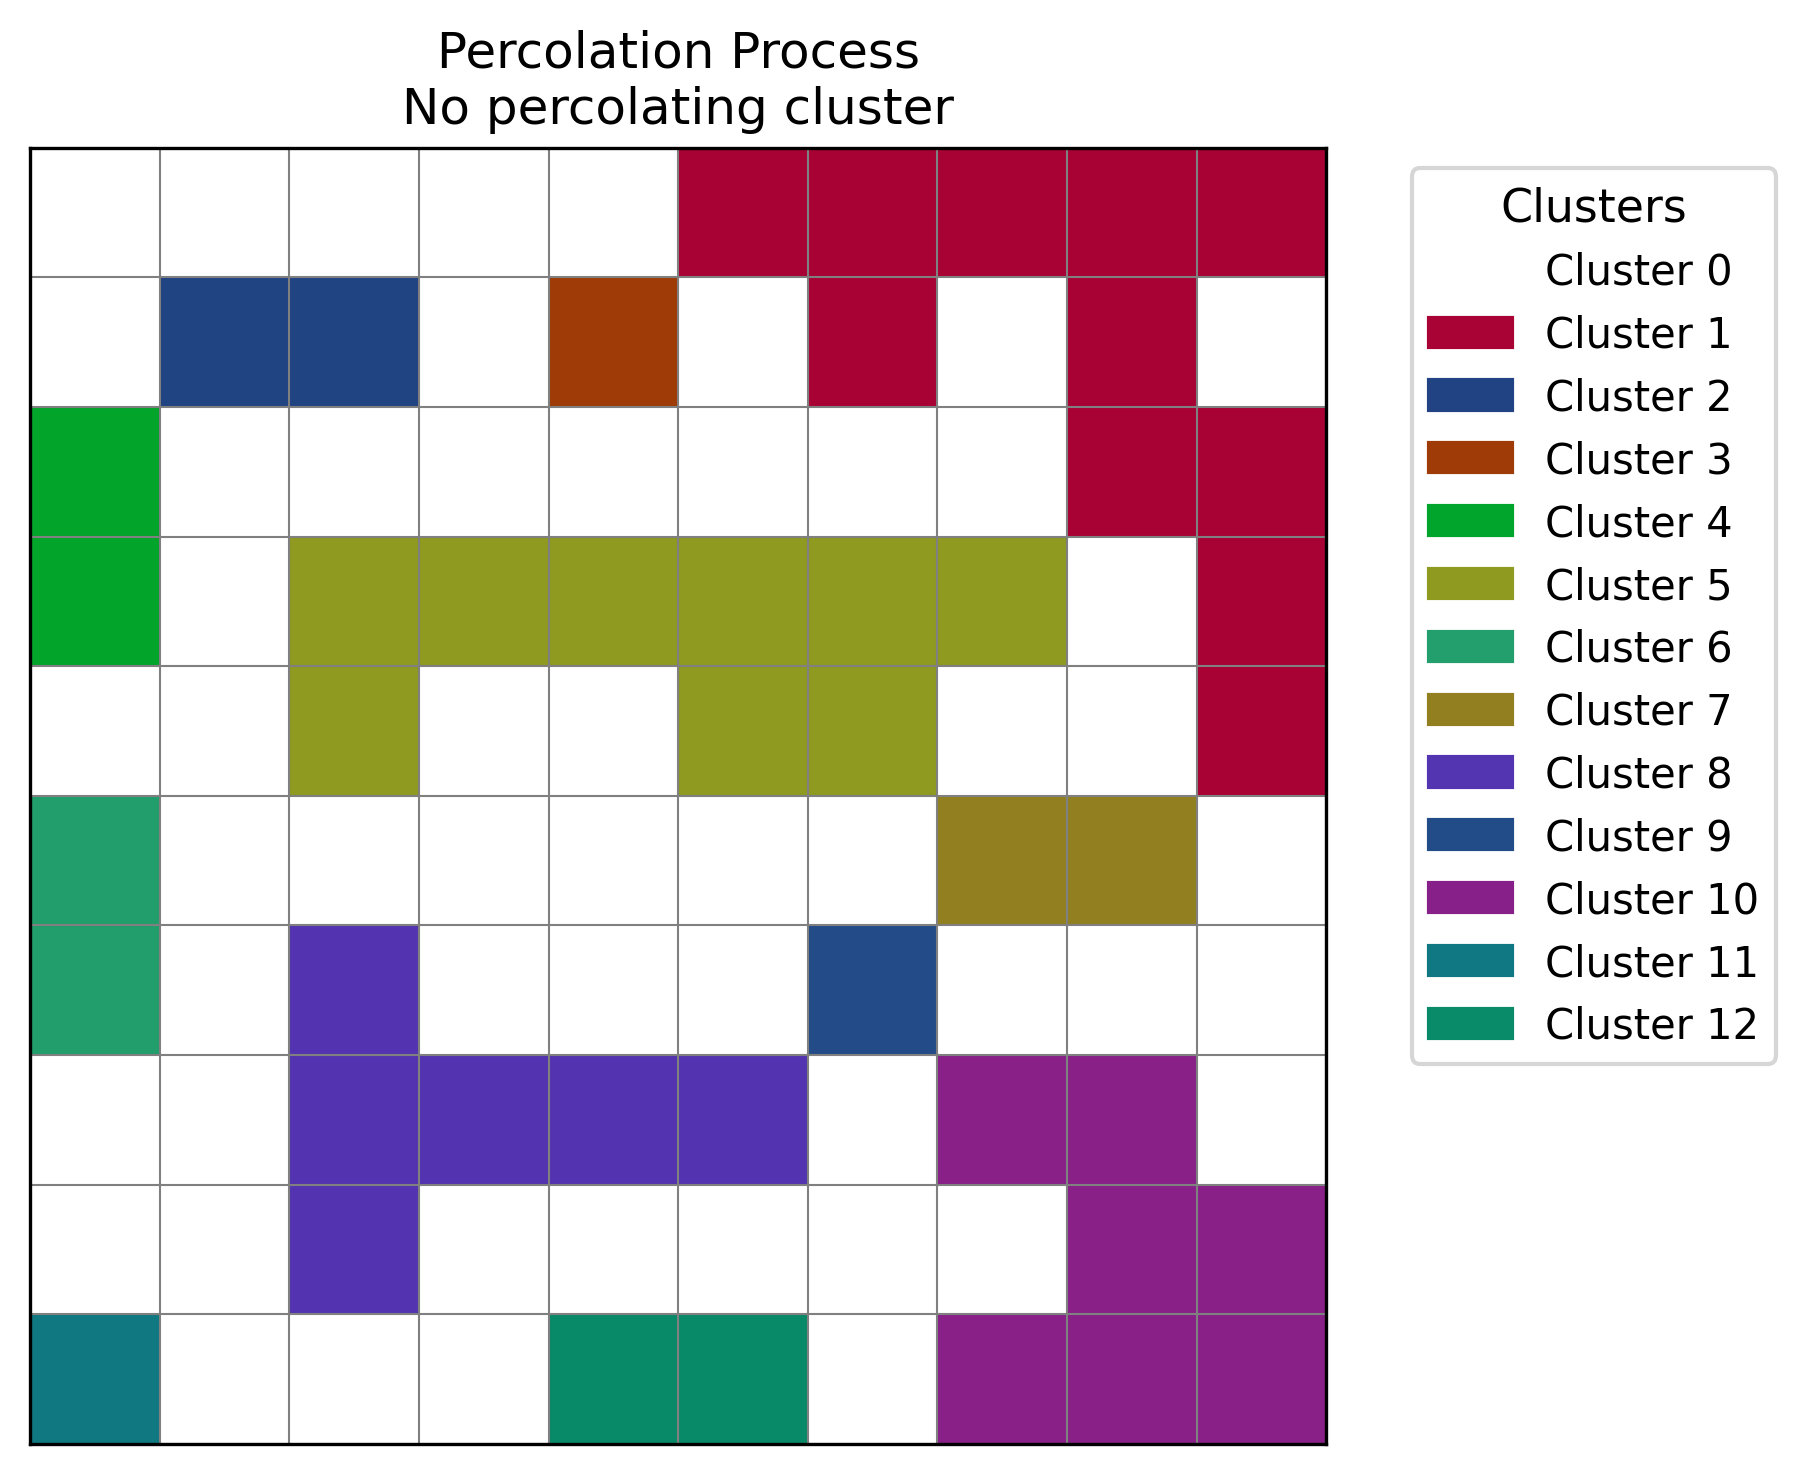 Percolation Process
No percolating cluster
Clusters
Cluster 0
Cluster 1
Cluster 2
Cluster 3
Cluster 4
Cluster 5
Cluster 6
Cluster 7
Cluster 8
Cluster 9
Cluster 10
Cluster 11
Cluster 12